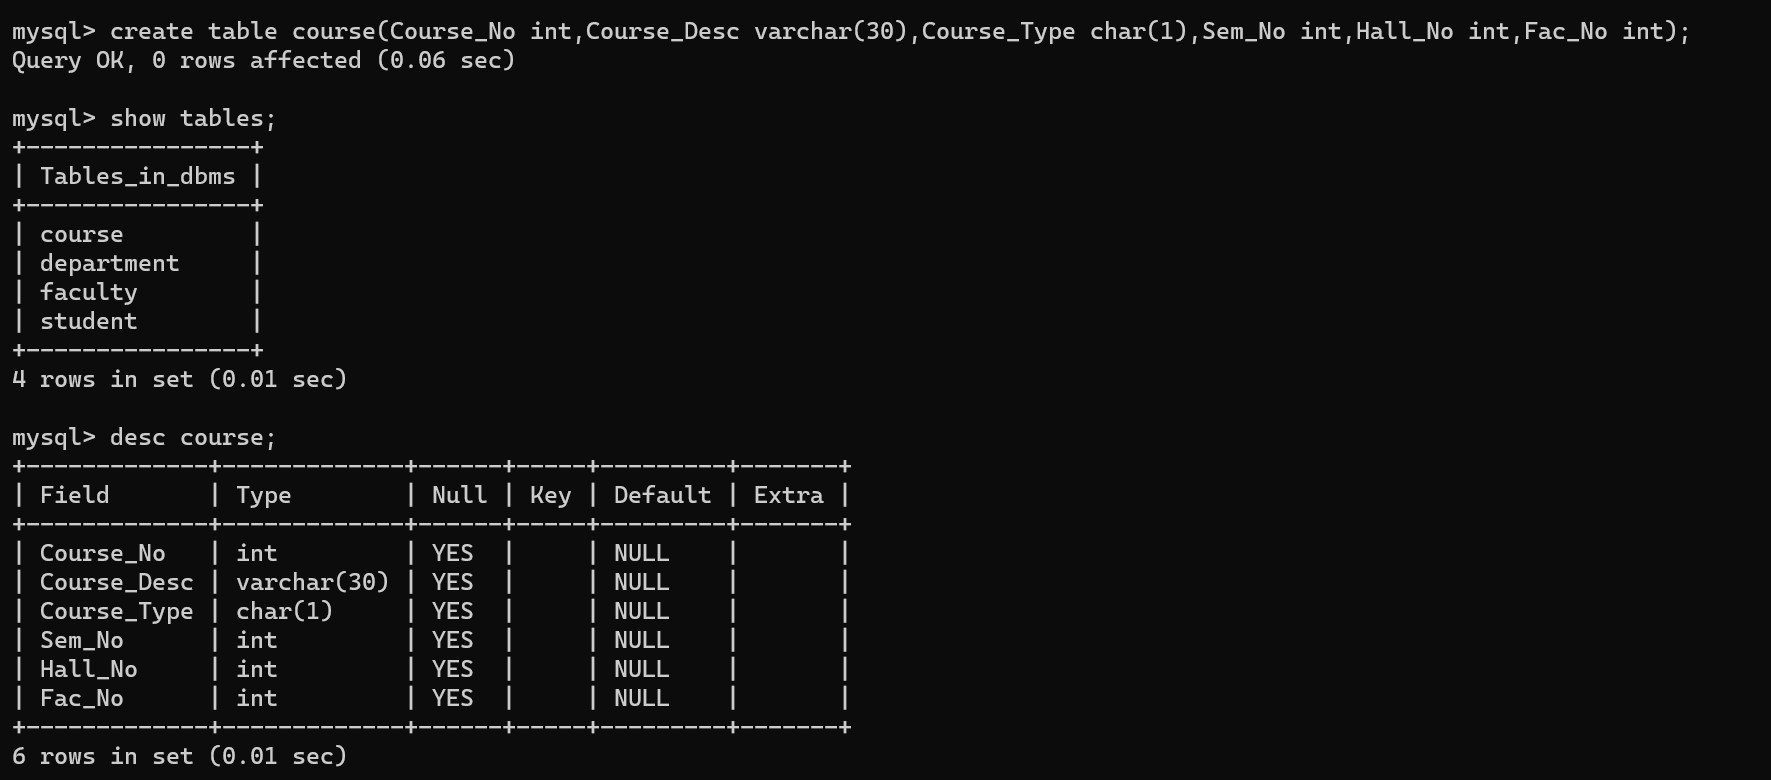 mysql> create table course(Course_No int,Course_Desc varchar(30),Course_Type char(1),Sem_No int,Hall_No int,Fac_No int);
Query OK, 0 rows affected (0.06 sec)

mysql> show tables;
+----------------+
| Tables_in_dbms |
+----------------+
| course         |
| department     |
| faculty        |
| student        |
+----------------+
4 rows in set (0.01 sec)

mysql> desc course;
+-------------+-------------+------+-----+---------+-------+
| Field       | Type        | Null | Key | Default | Extra |
+-------------+-------------+------+-----+---------+-------+
| Course_No   | int         | YES  |     | NULL    |       |
| Course_Desc | varchar(30) | YES  |     | NULL    |       |
| Course_Type | char(1)     | YES  |     | NULL    |       |
| Sem_No      | int         | YES  |     | NULL    |       |
| Hall_No     | int         | YES  |     | NULL    |       |
| Fac_No      | int         | YES  |     | NULL    |       |
+-------------+-------------+------+-----+---------+-------+
6 rows in set (0.01 sec)